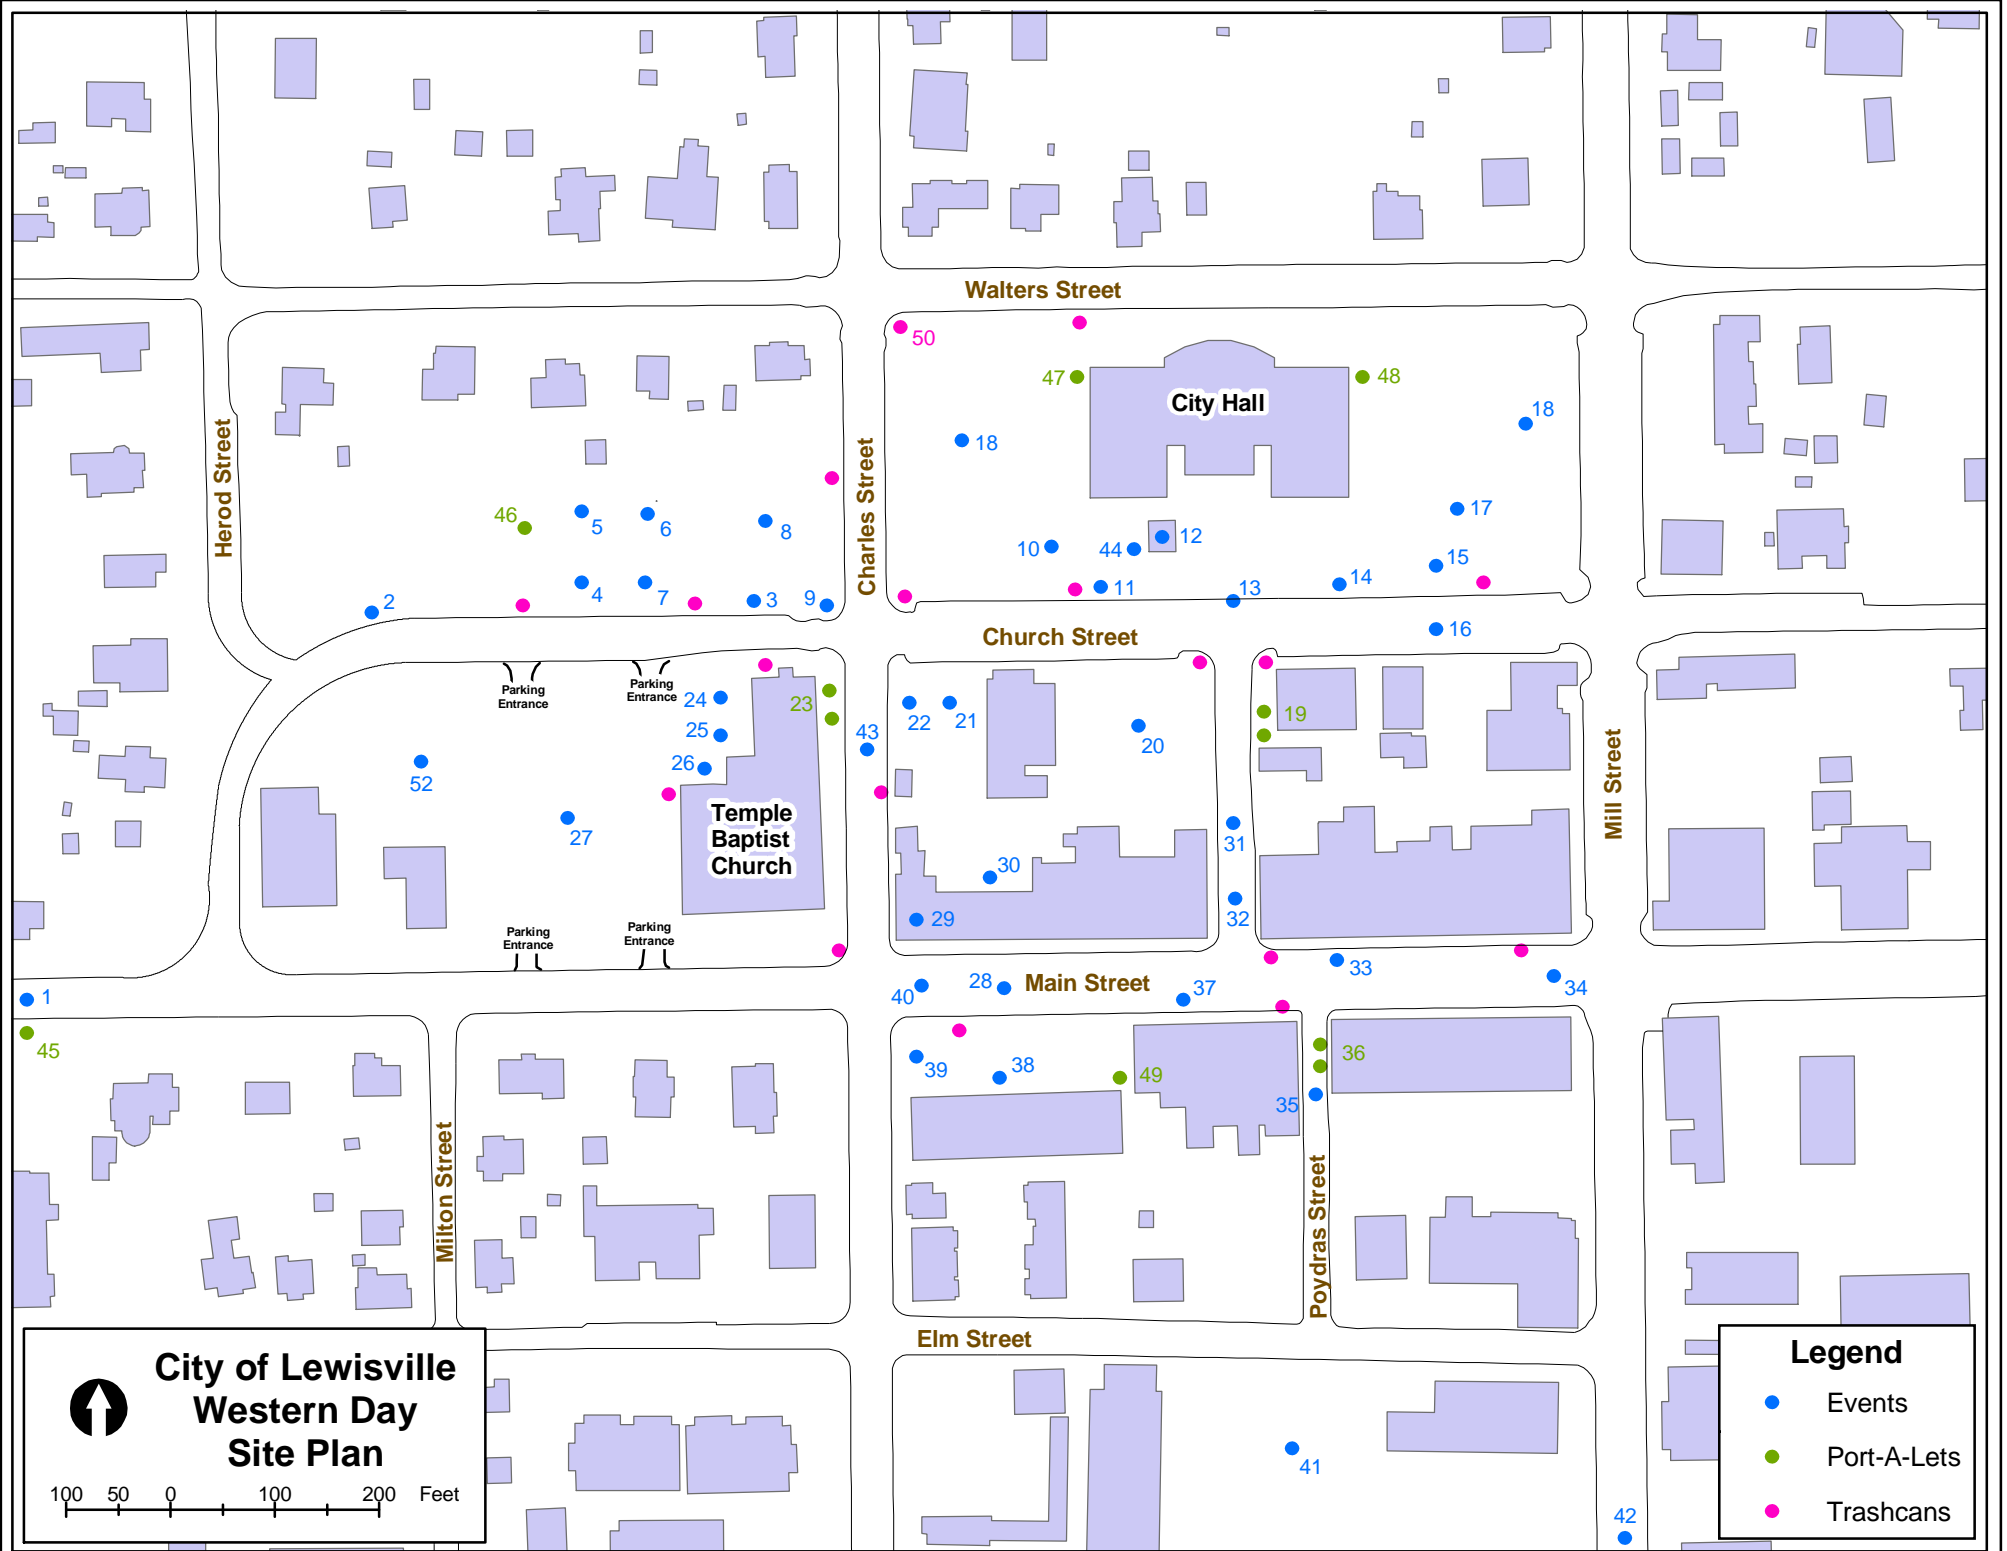 Walters Street
50
47
City Hall
48
18
18
Herod Street
Charles Street
46
5
6
8
17
10
44
12
15
4
7
3
9
2
11
13
14
Church Street
16
Parking
Entrance
Parking
Entrance
24
23
22
21
19
25
43
20
26
52
Mill Street
27
Temple
Baptist
Church
31
30
29
32
Parking
Entrance
Parking
Entrance
33
1
40
28
Main Street
37
34
45
39
38
49
36
35
Milton Street
Poydras Street
Elm Street
City of Lewisville
Western Day
Site Plan
100 50 0 100 200 Feet
41
42
Legend
Events
Port-A-Lets
Trashcans